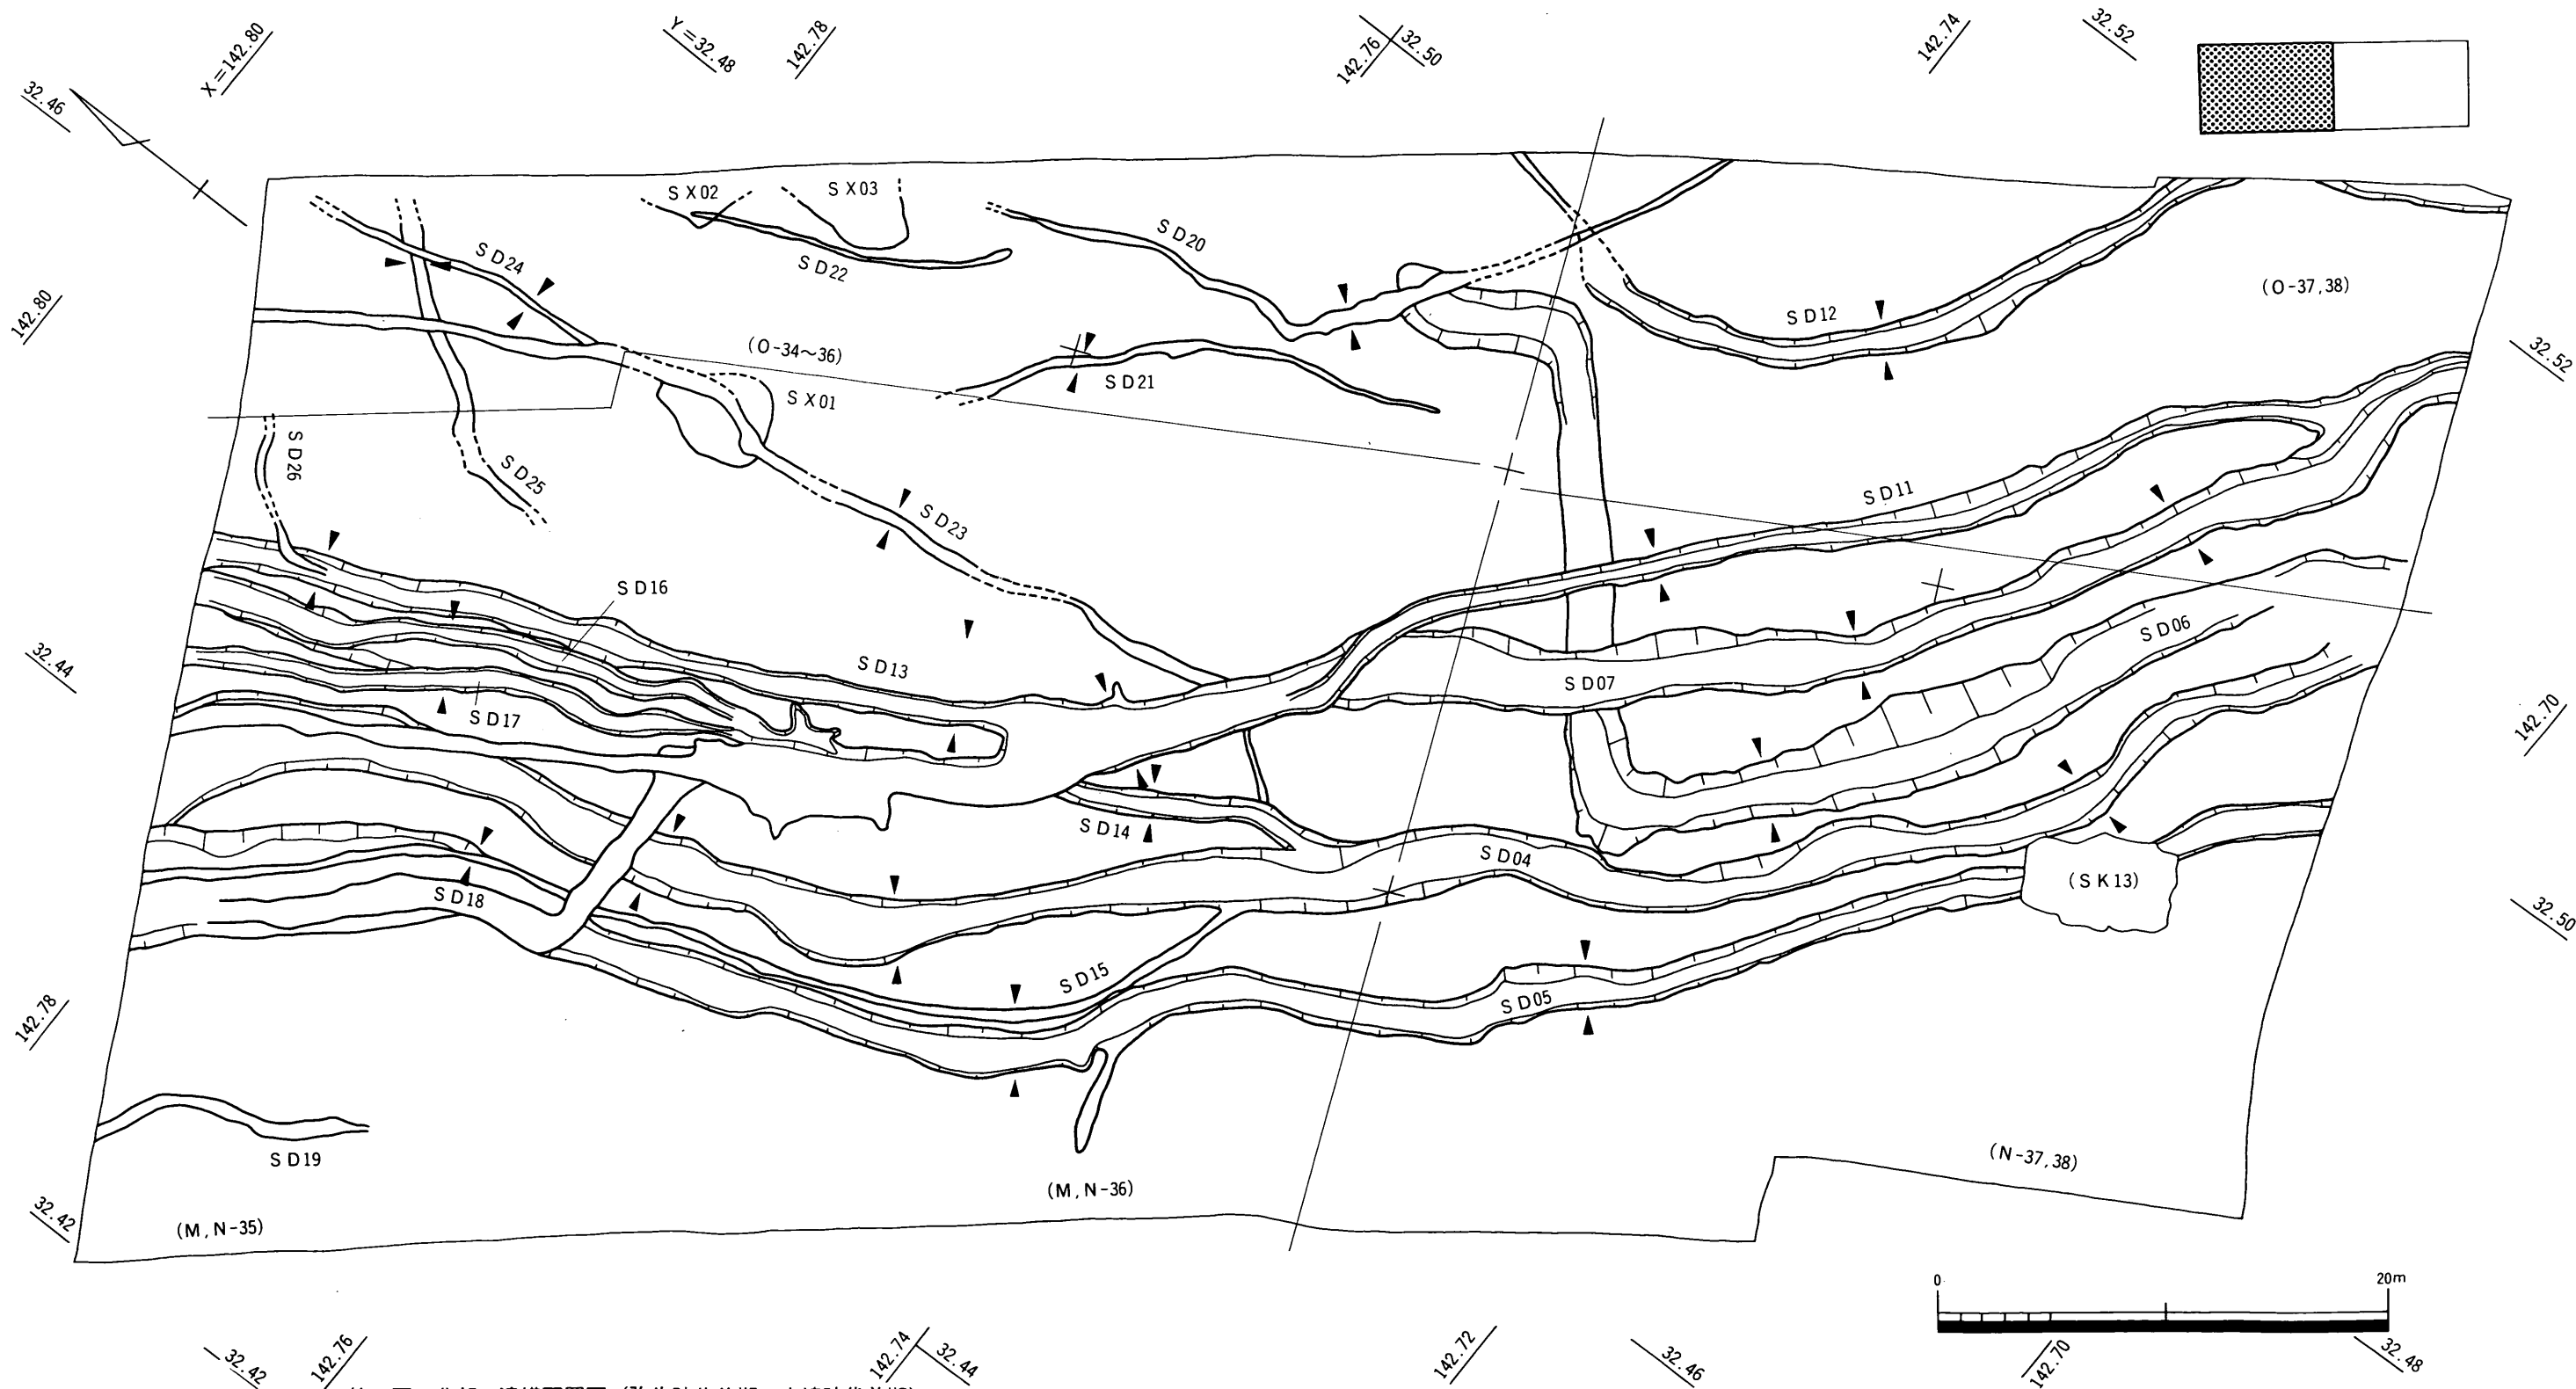 X=142.80
Y=32.48
142.78
142.76
32.50
142.74
32.52
32.46
SX02
SX03
SD24
SD22
SD20
SD12
(O-37,38)
142.80
(O-34～36)
SD21
32.52
SX01
SD26
SD25
SD23
SD11
SD16
32.44
SD13
SD06
SD07
SD17
142.70
SD14
SD04
(SK13)
SD18
32.50
SD15
SD05
142.78
SD19
(N-37,38)
(M,N-36)
32.42
(M,N-35)
0
20m
32.42
142.76
142.74
32.44
142.72
32.46
142.70
32.48